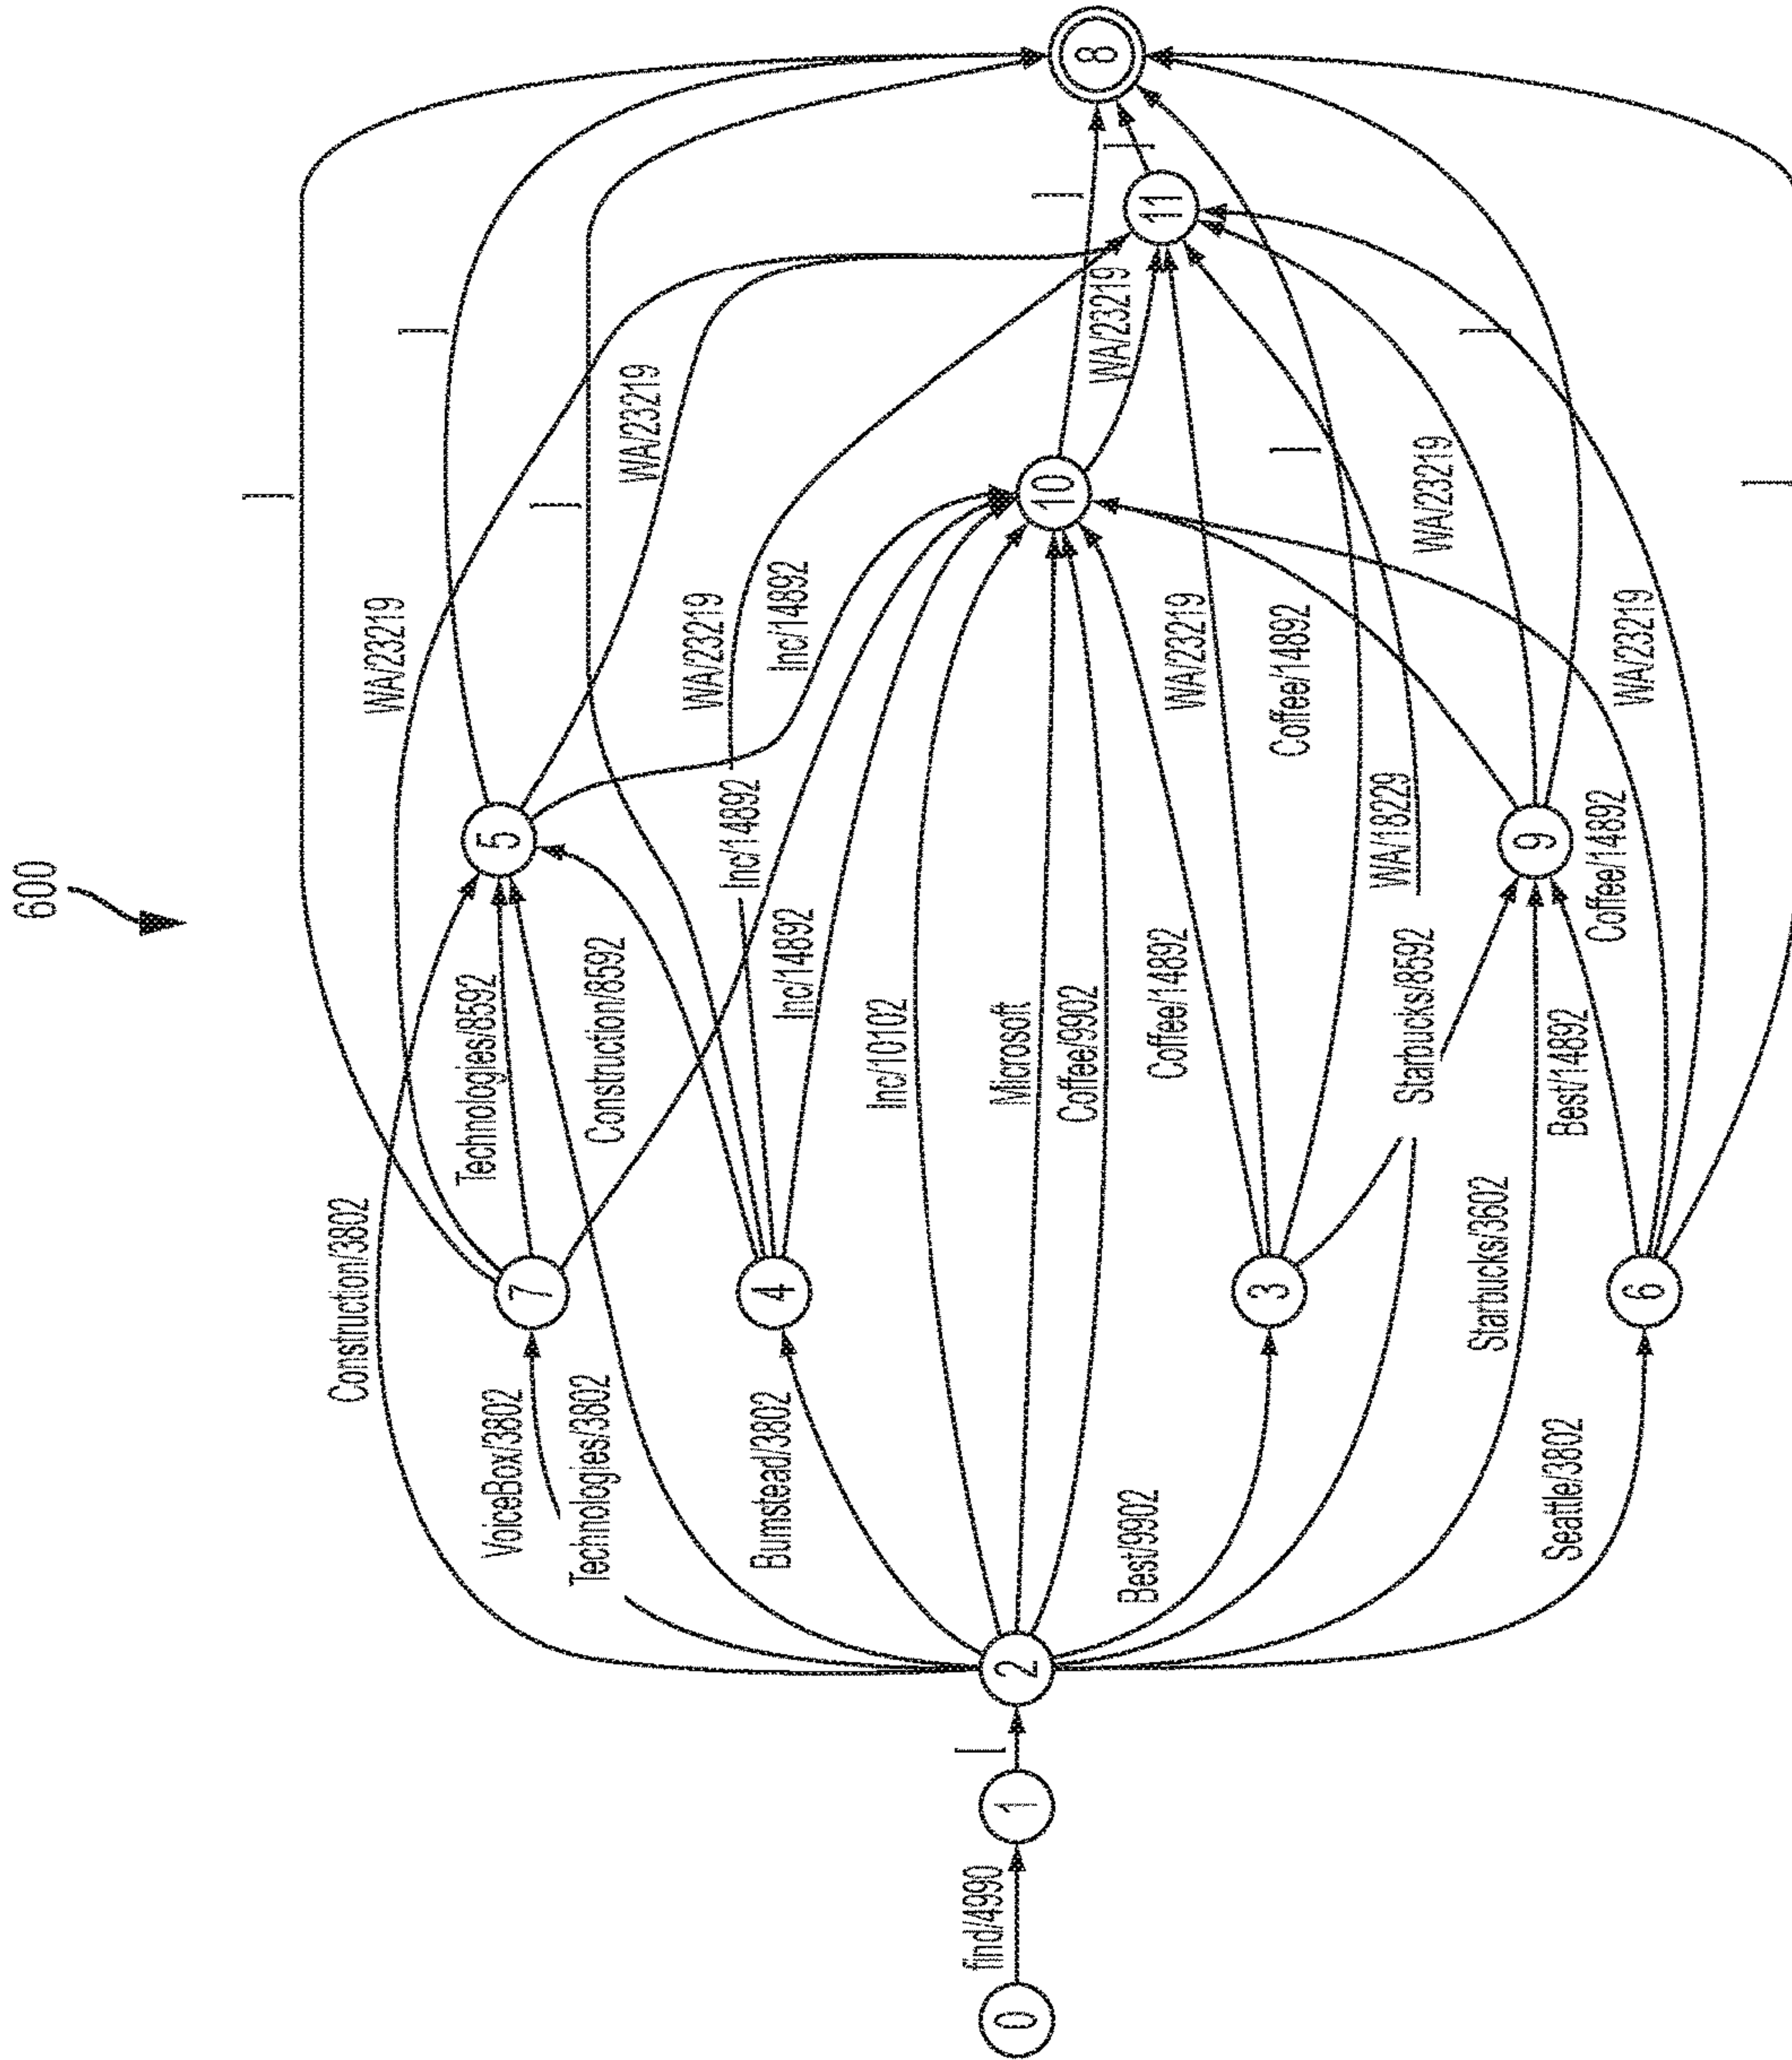 600
0
find/4990
1
[
2
Construction/3802
VoiceBox/3802
Technologies/3802
Bumstead/3802
Best/9902
Seattle/3802
7
4
3
6
Technologies/8592
Construction/8592
Inc/10102
Microsoft
Coffee/9902
Coffee/14892
Starbucks/8592
Starbucks/3602
Best/14892
5
Inc/14892
Inc/14892
9
WA/18229
Coffee/14892
WA/23219
WA/23219
Inc/14892
WA/23219
Coffee/14892
WA/23219
]
]
WA/23219
10
]
WA/23219
]
]
WA/23219
]
11
]
]
8